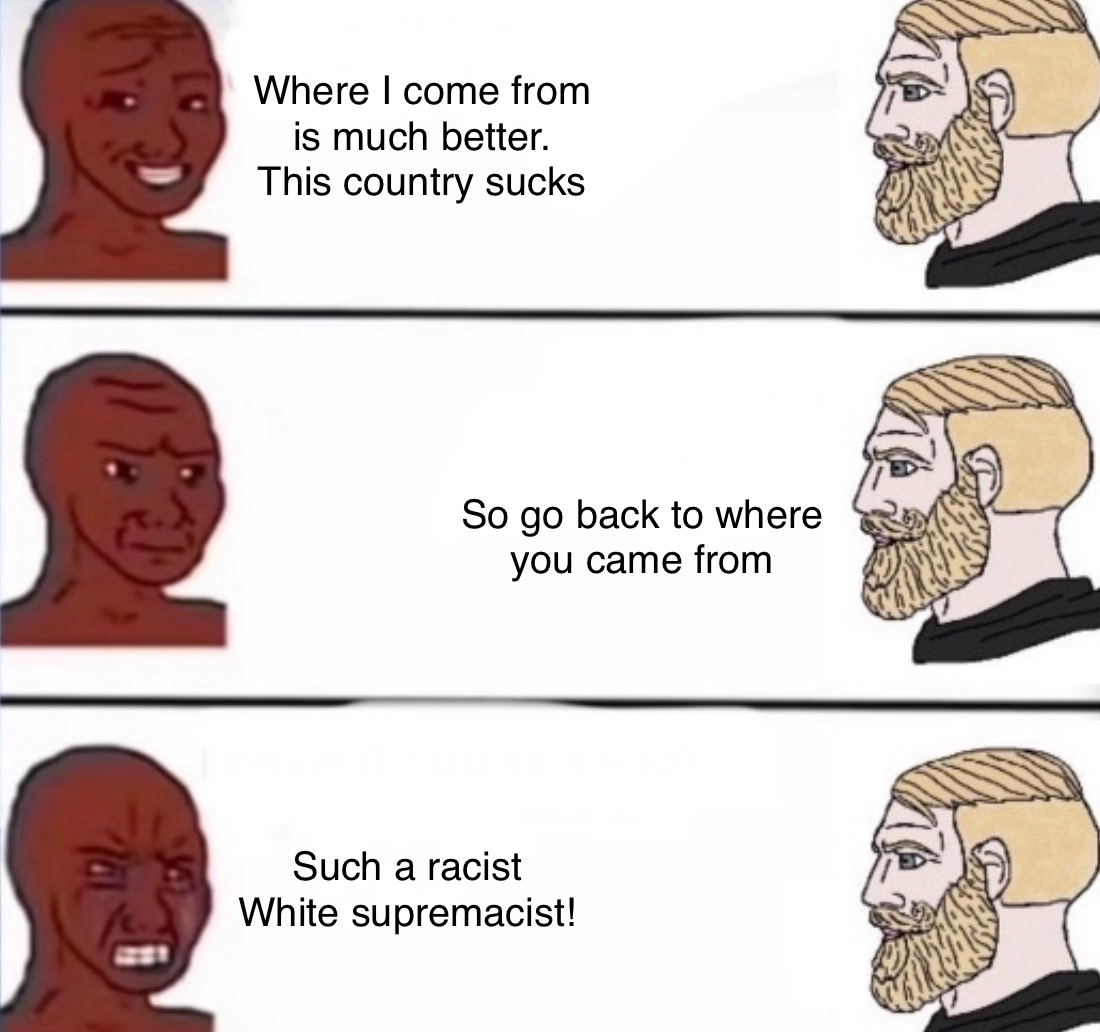 Where I come from
is much better.
This country sucks
So go back to where
you came from
Such a racist
White supremacist!